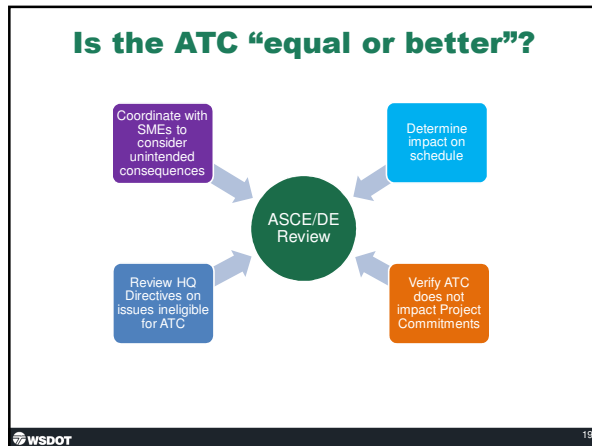 Is the ATC “equal or better”?
Coordinate with
SMEs to
consider
unintended
consequences
Determine
impact on
schedule
ASCE/DE
Review
Review HQ
Directives on
issues ineligible
for ATC
Verify ATC
does not
impact Project
Commitments
WSDOT
19